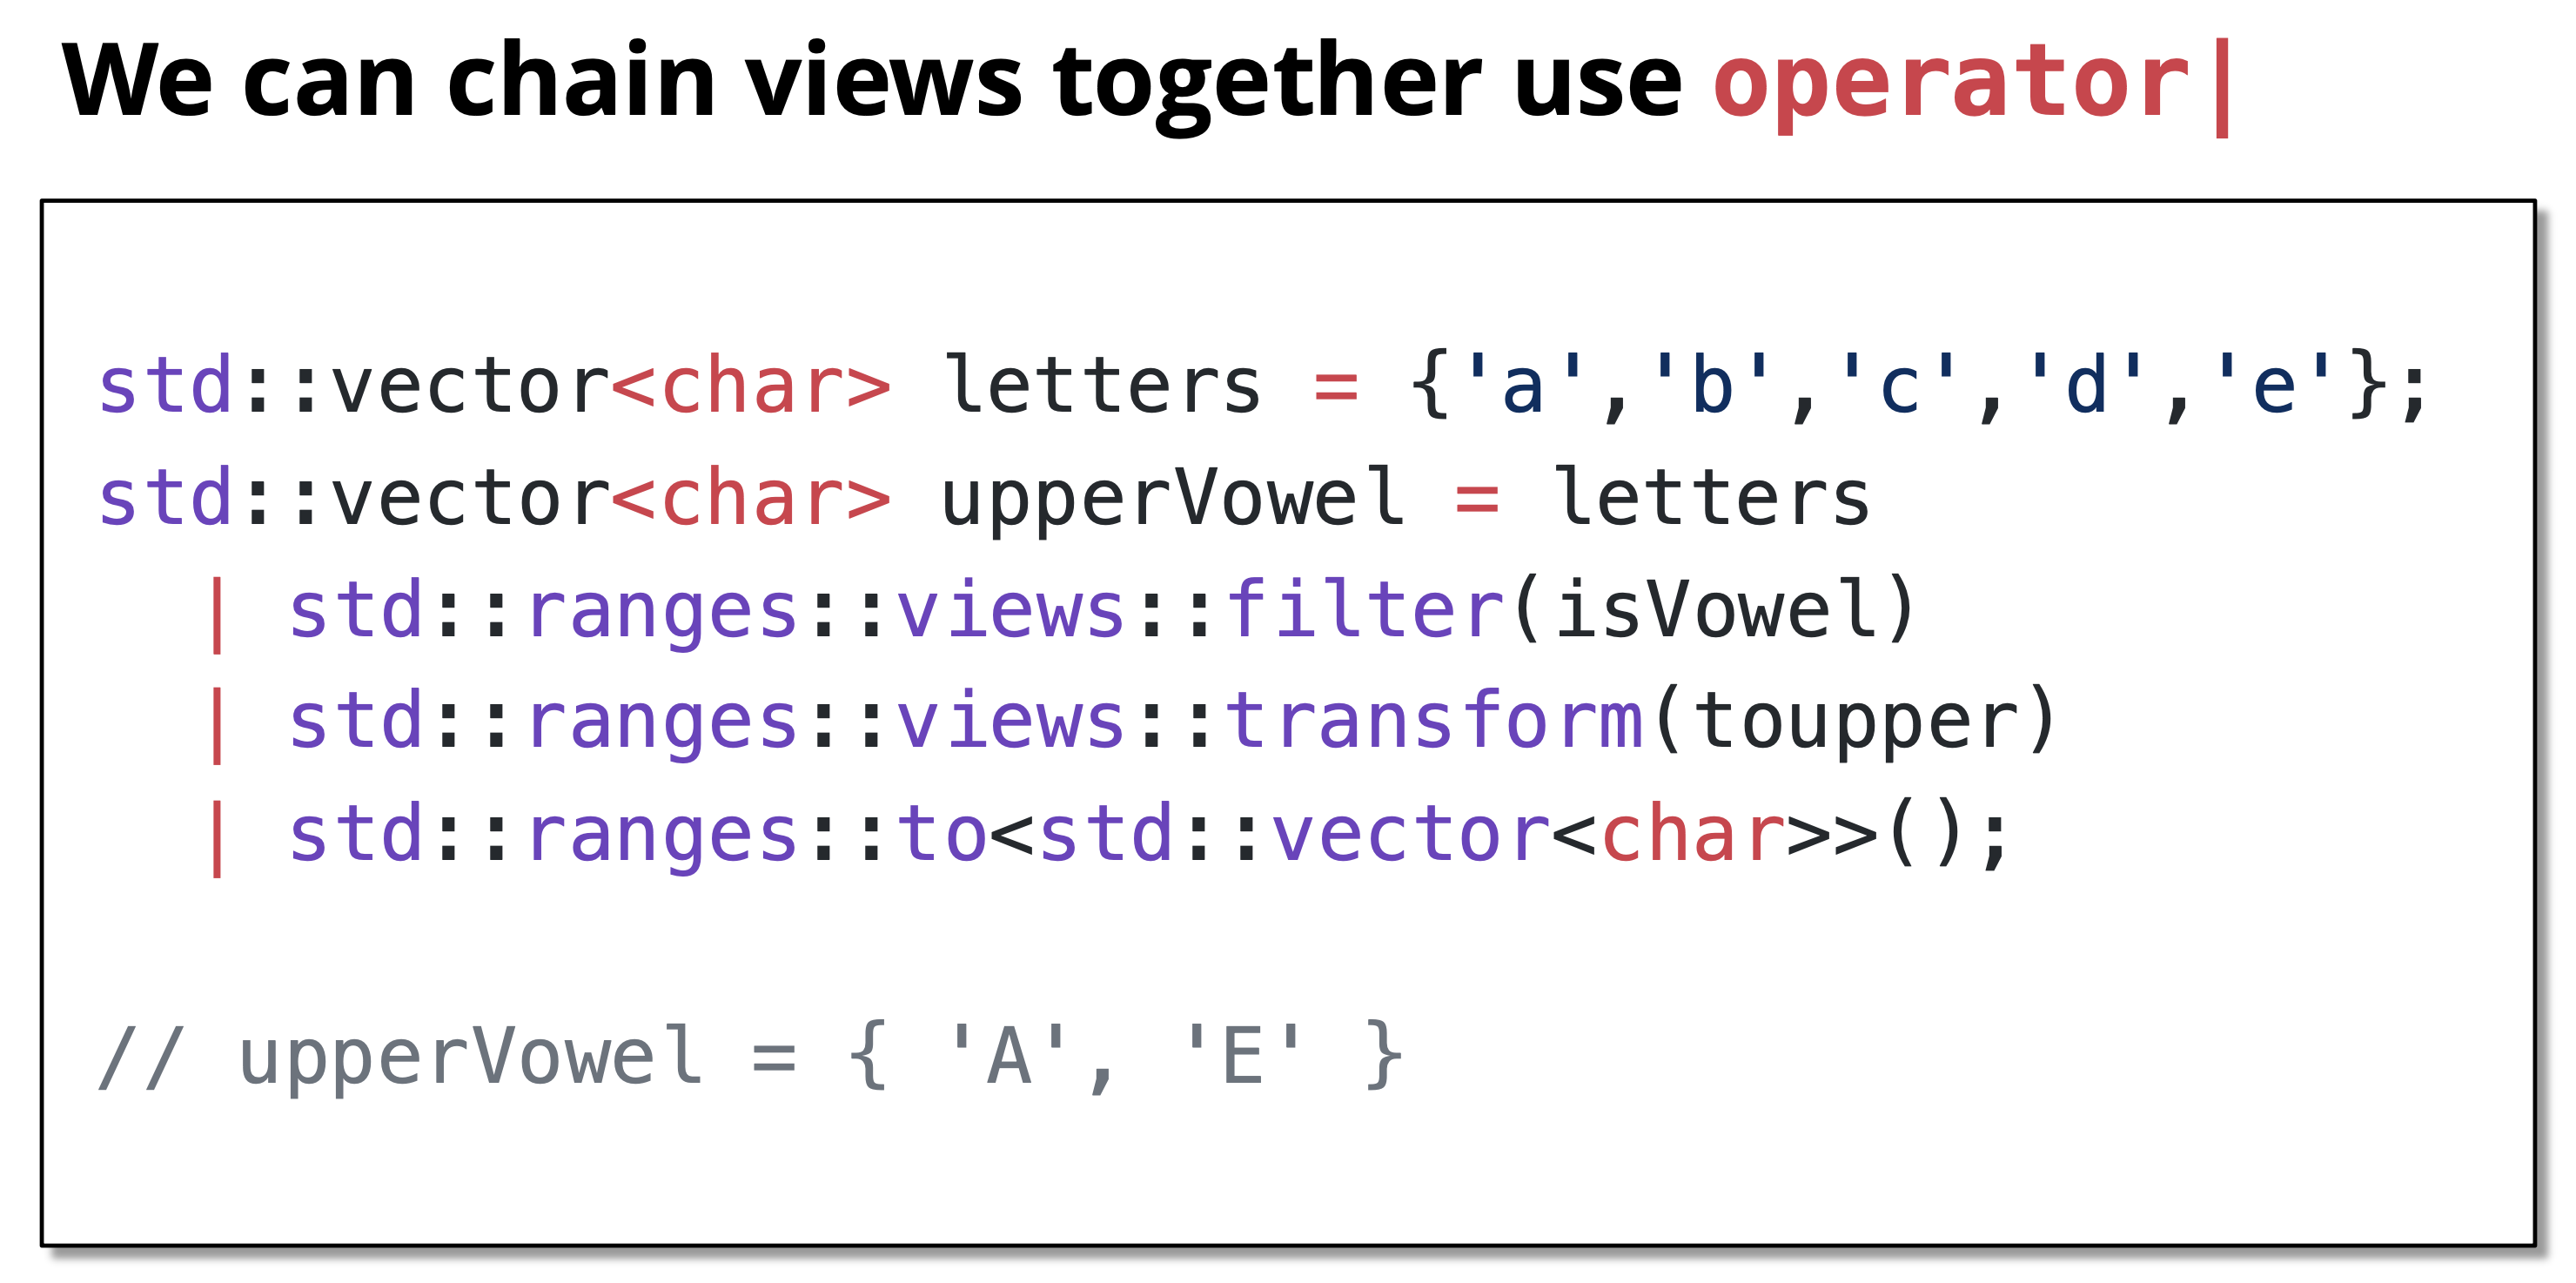 We can chain views together use operator|
std::vector<char> letters = {'a','b','c','d','e'};
std::vector<char> upperVowel = letters
| std::ranges::views::filter(isVowel)
| std::ranges::views::transform(toupper)
| std::ranges::to<std::vector<char>>();
// upperVowel = { 'A', 'E' }